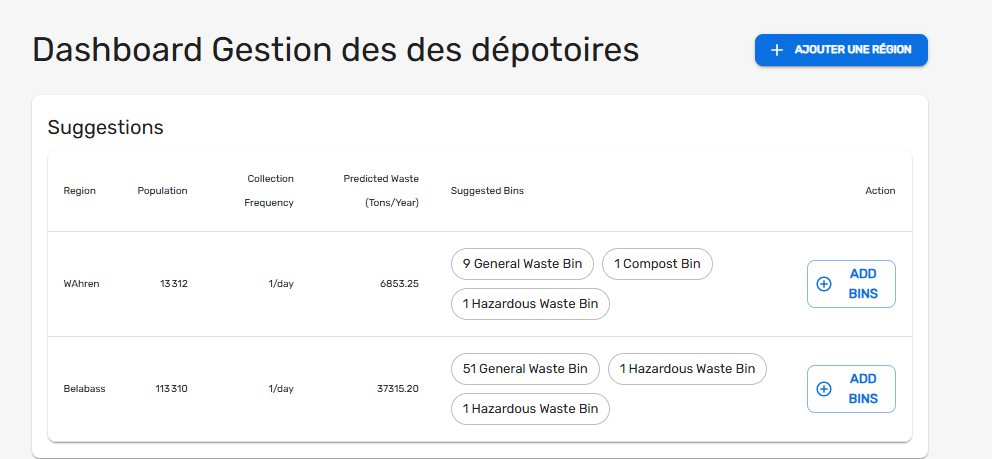 Dashboard Gestion des des dépotoires
AJOUTER UNE RÉGION
Suggestions
Region
Population
Collection
Frequency
Predicted Waste
(Tons/Year)
Suggested Bins
Action
WAhren
13 312
1/day
6853.25
9 General Waste Bin
1 Compost Bin
1 Hazardous Waste Bin
ADD
BINS
Belabass
113 310
1/day
37315.20
51 General Waste Bin
1 Hazardous Waste Bin
1 Hazardous Waste Bin
ADD
BINS